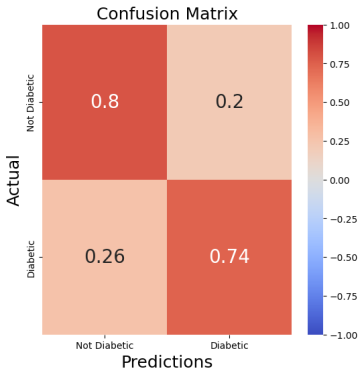 Confusion Matrix
Actual
Not Diabetic
Diabetic
0.8
0.2
0.26
0.74
Not Diabetic
Diabetic
Predictions
1.00
0.75
0.50
0.25
0.00
−0.25
−0.50
−0.75
−1.00